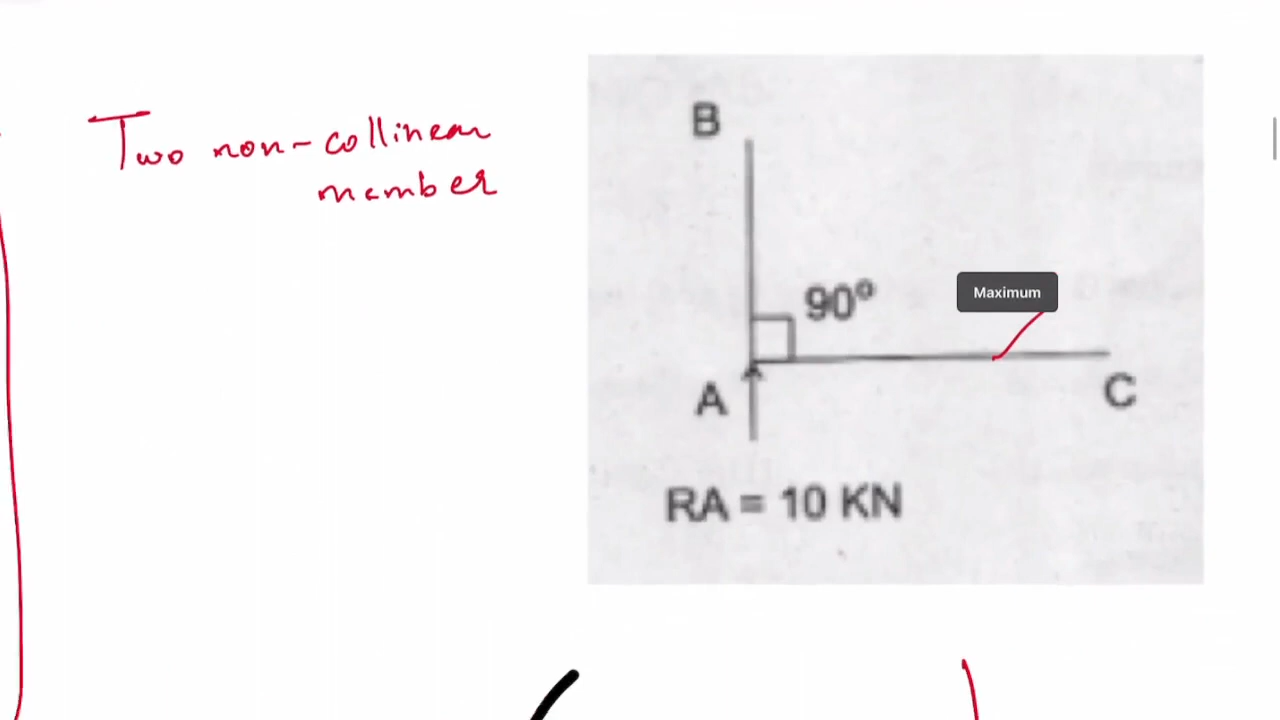 Two non-collinear
member
B
90°
Maximum
A
C
RA = 10 KN